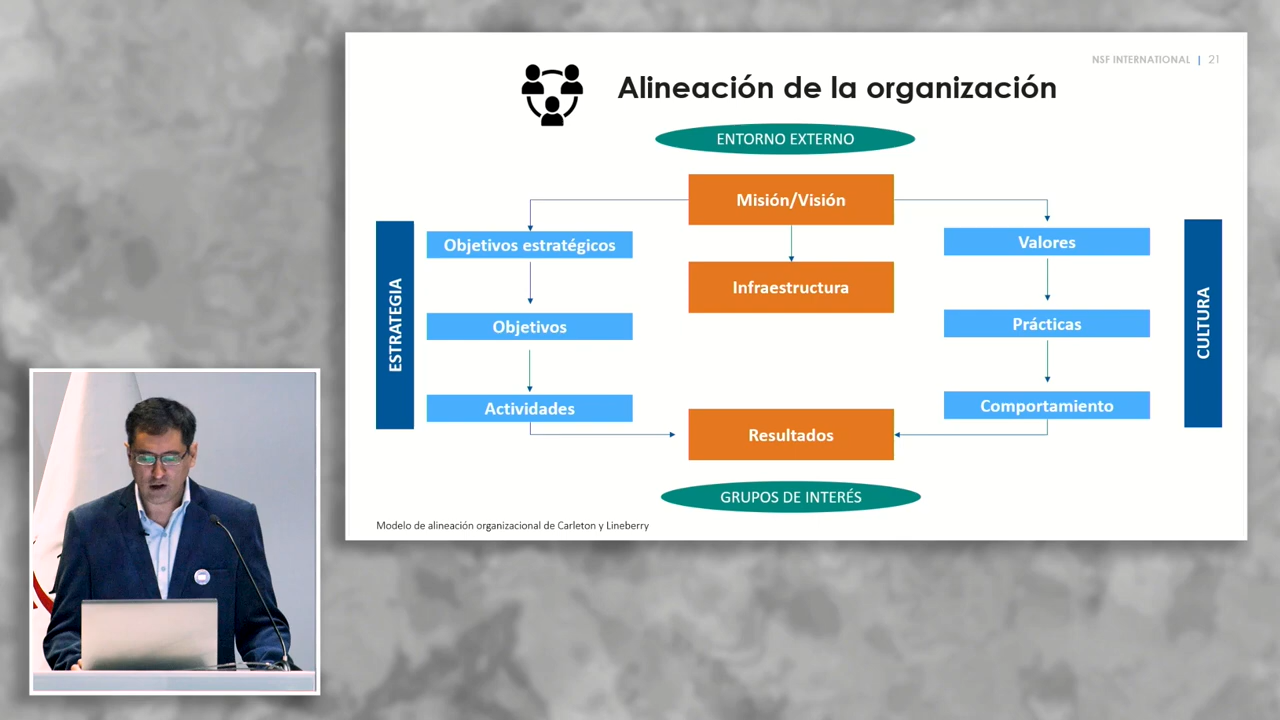 NSF INTERNATIONAL | 21
Alineación de la organización
ENTORNO EXTERNO
Misión/Visión
Objetivos estratégicos
Valores
Infraestructura
ESTRATEGIA
Objetivos
Prácticas
CULTURA
Actividades
Comportamiento
Resultados
GRUPOS DE INTERÉS
Modelo de alineación organizacional de Carleton y Lineberry